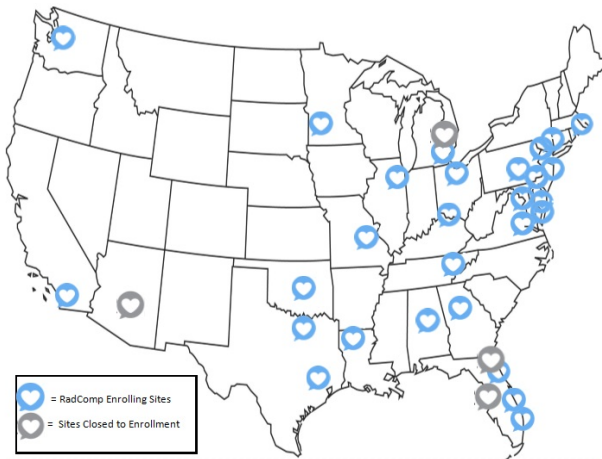 = RadComp Enrolling Sites
= Sites Closed to Enrollment